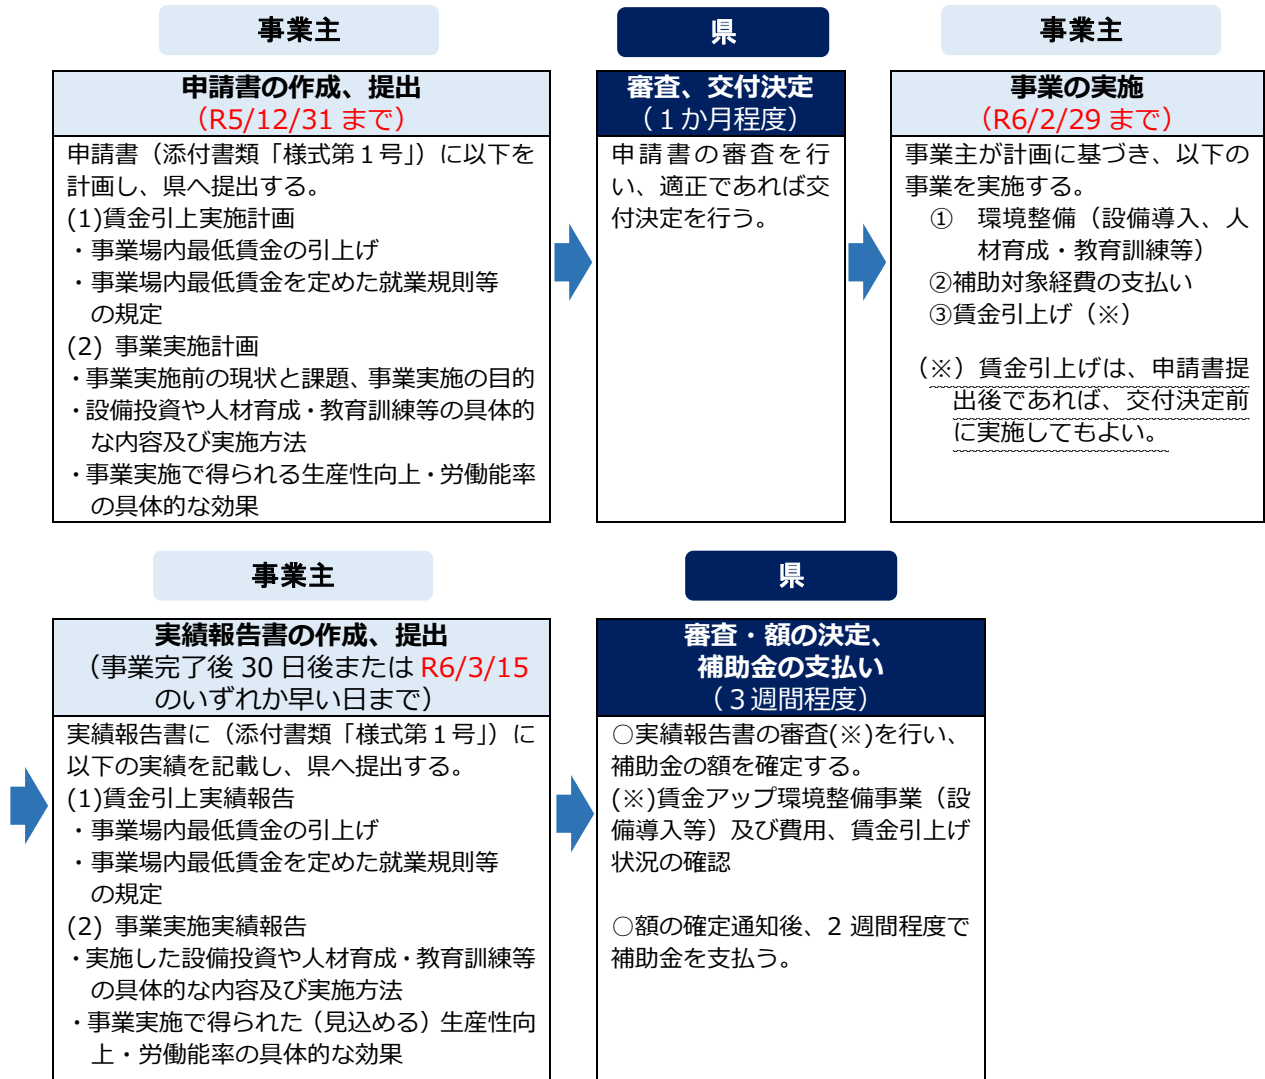 事業主
申請書の作成、提出
（R5/12/31 まで）
申請書（添付書類「様式第１号」）に以下を
計画し、県へ提出する。
(1)賃金引上実施計画
・事業場内最低賃金の引上げ
・事業場内最低賃金を定めた就業規則等
の規定
(2) 事業実施計画
・事業実施前の現状と課題、事業実施の目的
・設備投資や人材育成・教育訓練等の具体的
な内容及び実施方法
・事業実施で得られる生産性向上・労働能率
の具体的な効果
県
審査、交付決定
（１か月程度）
申請書の審査を行
い、適正であれば交
付決定を行う。
事業主
事業の実施
（R6/2/29 まで）
事業主が計画に基づき、以下の
事業を実施する。
① 環境整備（設備導入、人
材育成・教育訓練等）
②補助対象経費の支払い
③賃金引上げ（※）
（※）賃金引上げは、申請書提
出後であれば、交付決定前
に実施してもよい。
事業主
実績報告書の作成、提出
（事業完了後 30 日後または R6/3/15
のいずれか早い日まで）
実績報告書に（添付書類「様式第１号」）に
以下の実績を記載し、県へ提出する。
(1)賃金引上実績報告
・事業場内最低賃金の引上げ
・事業場内最低賃金を定めた就業規則等
の規定
(2) 事業実施実績報告
・実施した設備投資や人材育成・教育訓練等
の具体的な内容及び実施方法
・事業実施で得られた（見込める）生産性向
上・労働能率の具体的な効果
県
審査・額の決定、
補助金の支払い
（３週間程度）
○実績報告書の審査(※)を行い、
補助金の額を確定する。
(※)賃金アップ環境整備事業（設
備導入等）及び費用、賃金引上げ
状況の確認
○額の確定通知後、2 週間程度で
補助金を支払う。